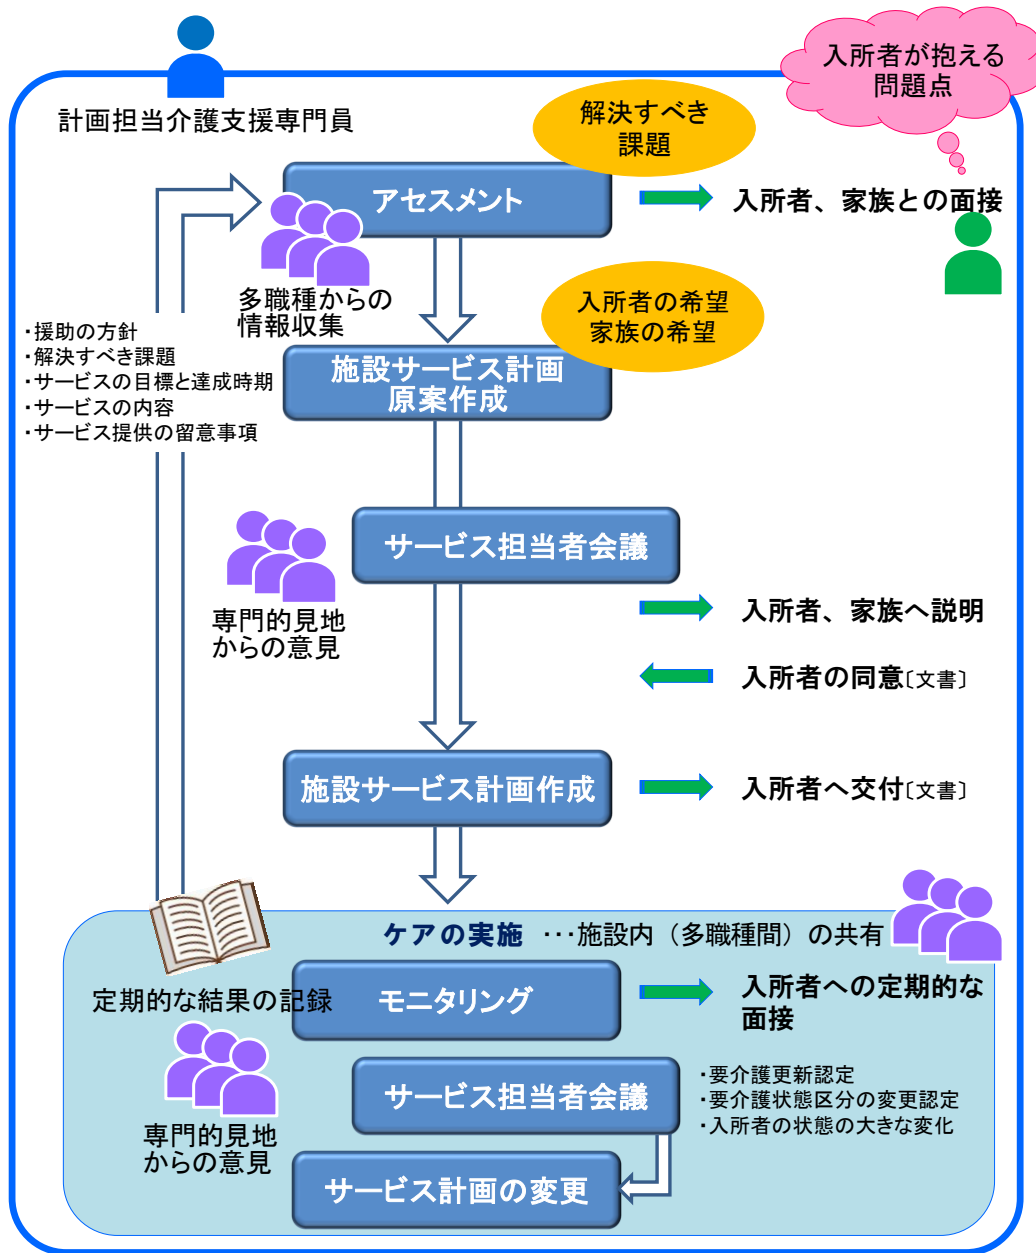 入所者が抱える
問題点
計画担当介護支援専門員
解決すべき
課題
アセスメント
入所者、家族との面接
多職種からの
情報収集
入所者の希望
家族の希望
・援助の方針
・解決すべき課題
・サービスの目標と達成時期
・サービスの内容
・サービス提供の留意事項
施設サービス計画
原案作成
サービス担当者会議
専門的見地
からの意見
入所者、家族へ説明
入所者の同意〔文書〕
施設サービス計画作成
入所者へ交付〔文書〕
ケアの実施 …施設内（多職種間）の共有
定期的な結果の記録
モニタリング
入所者への定期的な
面接
サービス担当者会議
・要介護更新認定
・要介護状態区分の変更認定
・入所者の状態の大きな変化
専門的見地
からの意見
サービス計画の変更